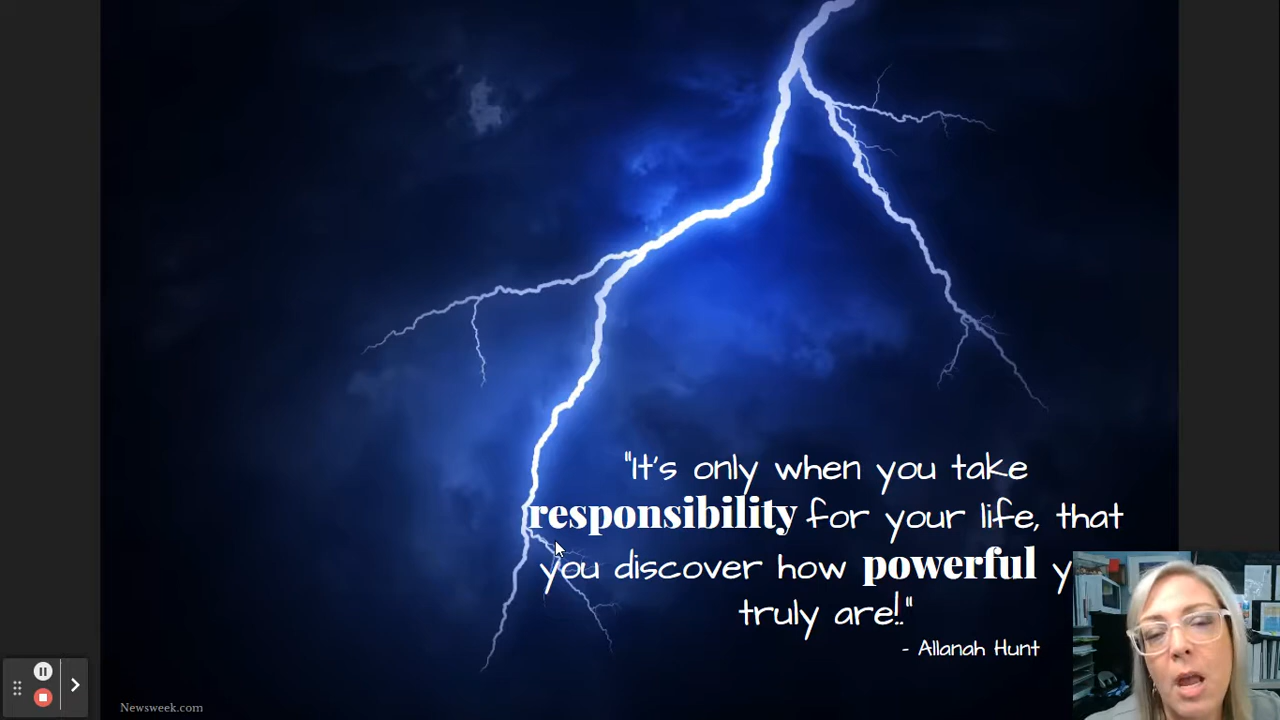 "It's only when you take
responsibility for your life, that
you discover how powerful y
truly are!."
- Allanah Hunt
Newsweek.com